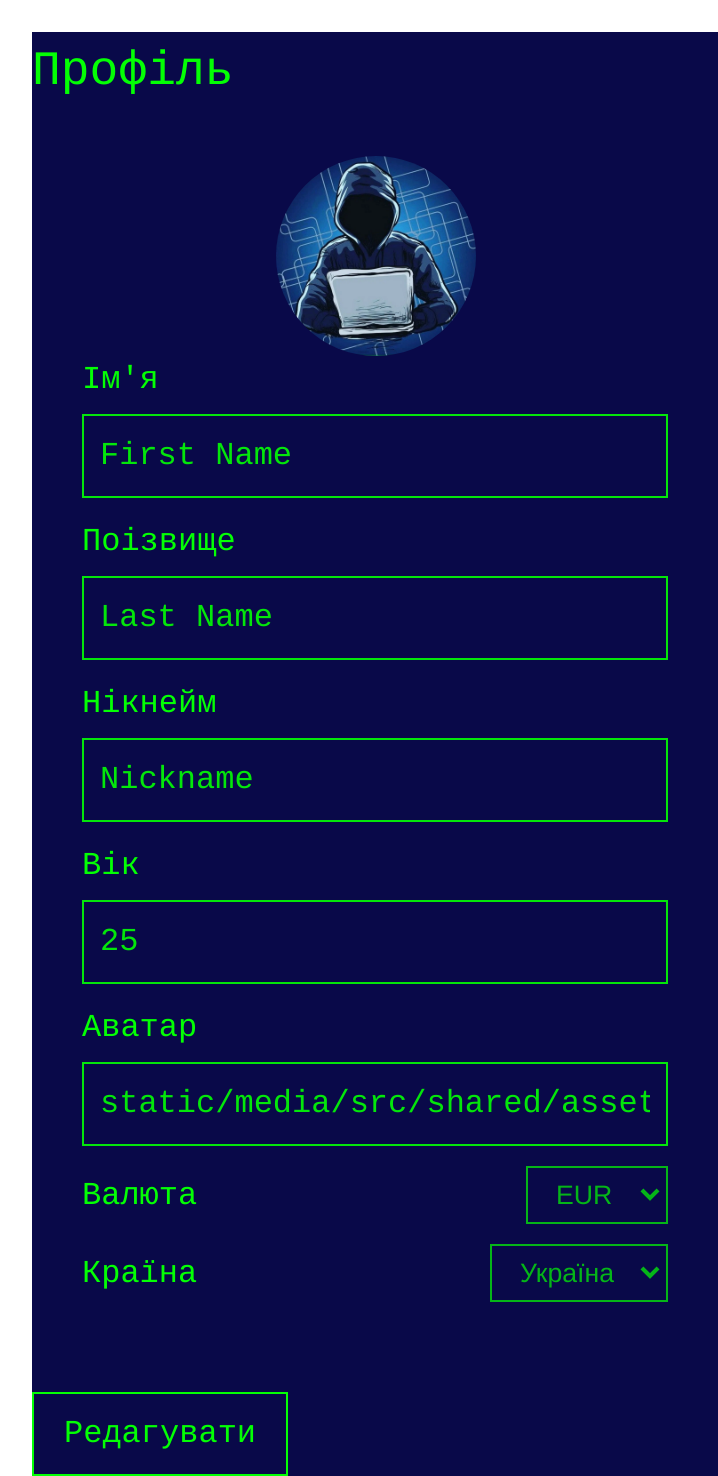 Профіль
Ім'я
First Name
Поізвище
Last Name
Нікнейм
Nickname
Вік
25
Аватар
static/media/src/shared/asset
Валюта
EUR
Країна
Україна
Редагувати